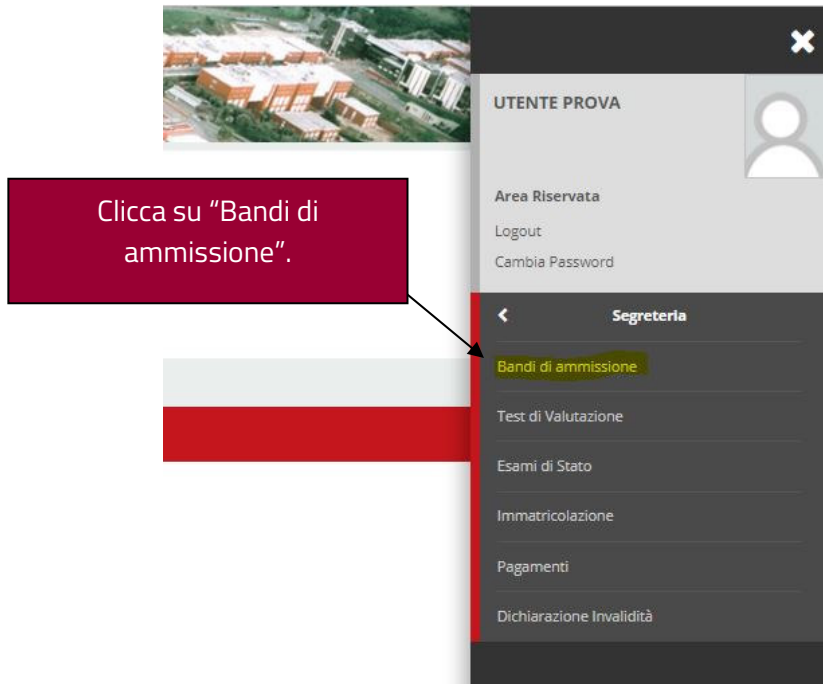 UTENTE PROVA
Area Riservata
Logout
Cambia Password
Clicca su “Bandi di
ammissione”.
Segreteria
Bandi di ammissione
Test di Valutazione
Esami di Stato
Immatricolazione
Pagamenti
Dichiarazione Invalidità